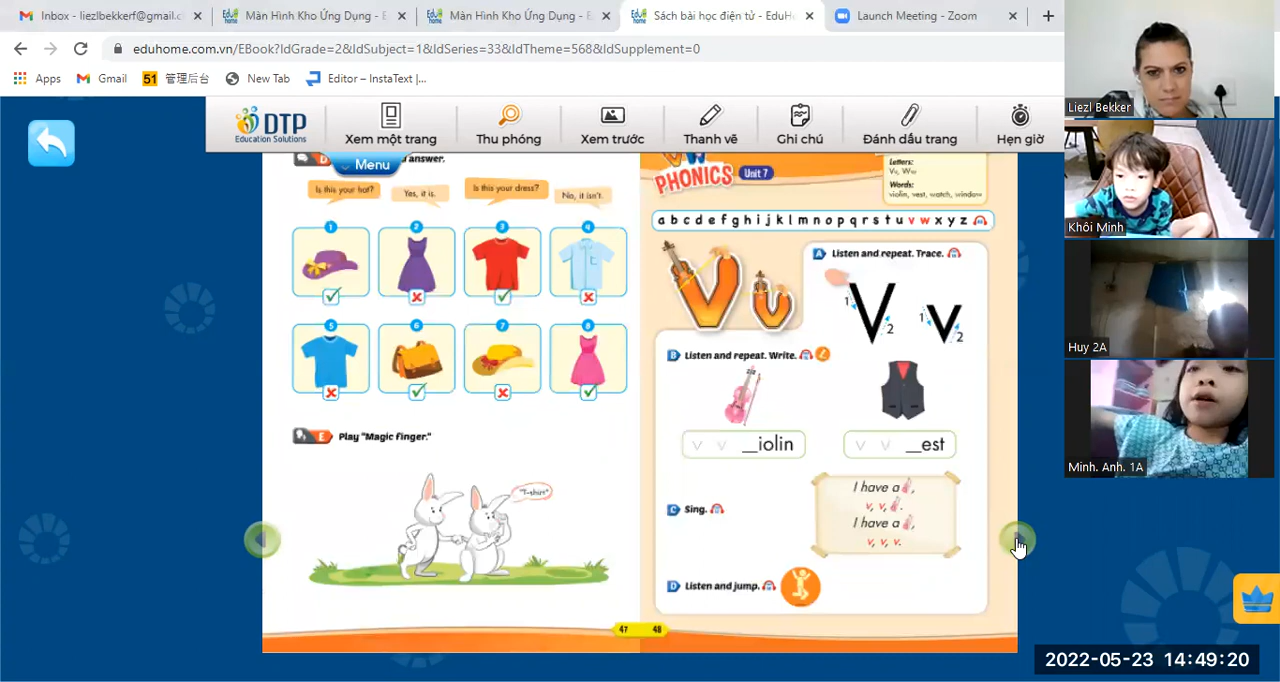 Inbox - liezlbekkerf@gmail.c
Màn Hình Kho Ứng Dụng - E
Màn Hình Kho Ứng Dụng - E
Sách bài học điện tử - EduH
Launch Meeting - Zoom
eduhome.com.vn/EBook?IdGrade=2&IdSubject=1&IdSeries=33&IdTheme=568&IdSupplement=0
Apps
Gmail
51 管理后台
New Tab
Editor – InstaText |...
DTP
Education Solutions
Xem một trang
Thu phóng
Xem trước
Thanh vẽ
Ghi chú
Đánh dấu trang
Hẹn giờ
Menu
answer.
Is this your hat?
Yes, it is.
Is this your dress?
No, it isn't.
1
2
3
4
5
6
7
8
E Play "Magic finger."
"T-shirt"
PHONICS Unit 7
Letters:
Vv, Ww
Words:
violin, vest, watch, window
a b c d e f g h i j k l m n o p q r s t u v w x y z
V v
A Listen and repeat. Trace.
V v
1 2
1 2
B Listen and repeat. Write.
v v __iolin
v v __est
C Sing.
I have a ,
v, v, .
I have a ,
v, v, v.
D Listen and jump.
47 48
Liezl Bekker
Khôi Minh
Huy 2A
Minh. Anh. 1A
2022-05-23 14:49:20